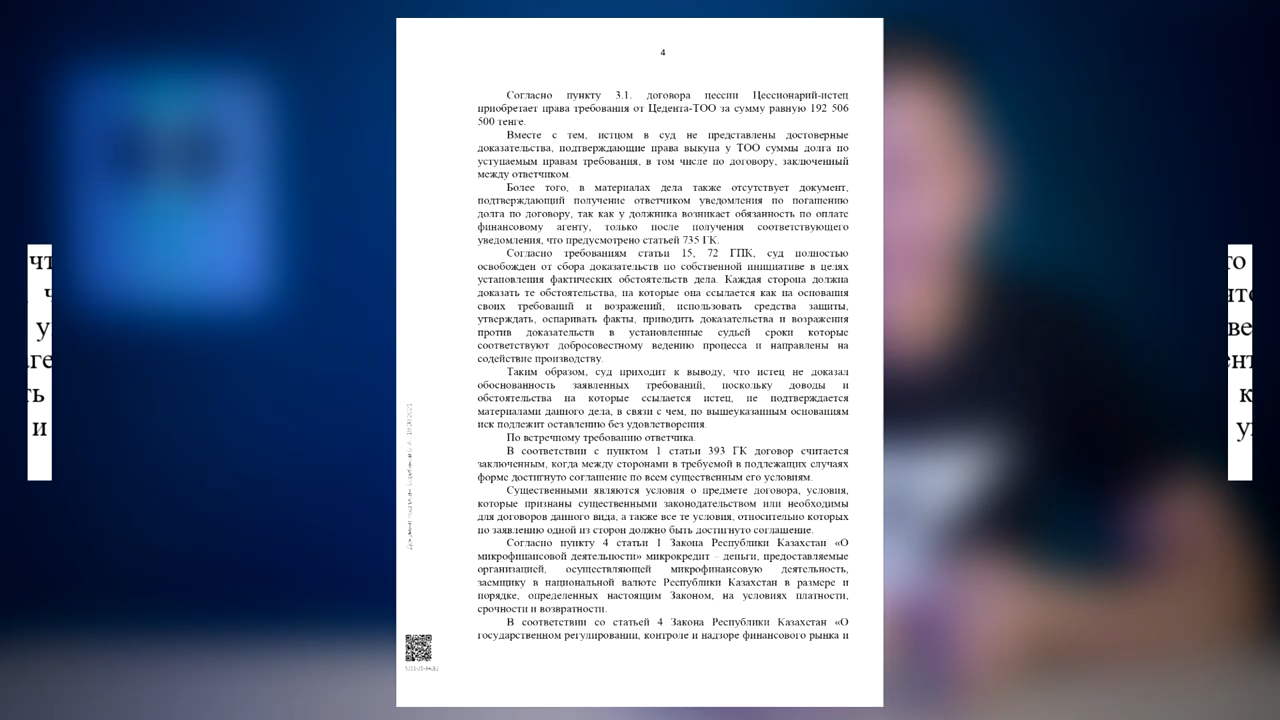 4
Согласно пункту 3.1. договора цессии Цессионарий-истец
приобретает права требования от Цедента-ТОО за сумму равную 192 506
500 тенге.
Вместе с тем, истцом в суд не представлены достоверные
доказательства, подтверждающие права выкупа у ТОО суммы долга по
уступаемым правам требования, в том числе по договору, заключенный
между ответчиком.
Более того, в материалах дела также отсутствует документ,
подтверждающий получение ответчиком уведомления по погашению
долга по договору, так как у должника возникает обязанность по оплате
финансовому агенту, только после получения соответствующего
уведомления, что предусмотрено статьей 735 ГК.
Согласно требованиям статьи 15, 72 ГПК, суд полностью
освобожден от сбора доказательств по собственной инициативе в целях
установления фактических обстоятельств дела. Каждая сторона должна
доказать те обстоятельства, на которые она ссылается как на основания
своих требований и возражений, использовать средства защиты,
утверждать, оспаривать факты, приводить доказательства и возражения
против доказательств в установленные судьей сроки которые
соответствуют добросовестному ведению процесса и направлены на
содействие производству.
Таким образом, суд приходит к выводу, что истец не доказал
обоснованность заявленных требований, поскольку доводы и
обстоятельства на которые ссылается истец, не подтверждается
материалами данного дела, в связи с чем, по вышеуказанным основаниям
иск подлежит оставлению без удовлетворения.
По встречному требованию ответчика.
В соответствии с пунктом 1 статьи 393 ГК договор считается
заключенным, когда между сторонами в требуемой в подлежащих случаях
форме достигнуто соглашение по всем существенным его условиям.
Существенными являются условия о предмете договора, условия,
которые признаны существенными законодательством или необходимы
для договоров данного вида, а также все те условия, относительно которых
по заявлению одной из сторон должно быть достигнуто соглашение.
Согласно пункту 4 статьи 1 Закона Республики Казахстан «О
микрофинансовой деятельности» микрокредит – деньги, предоставляемые
организацией, осуществляющей микрофинансовую деятельность,
заемщику в национальной валюте Республики Казахстан в размере и
порядке, определенных настоящим Законом, на условиях платности,
срочности и возвратности.
В соответствии со статьей 4 Закона Республики Казахстан «О
государственном регулировании, контроле и надзоре финансового рынка и